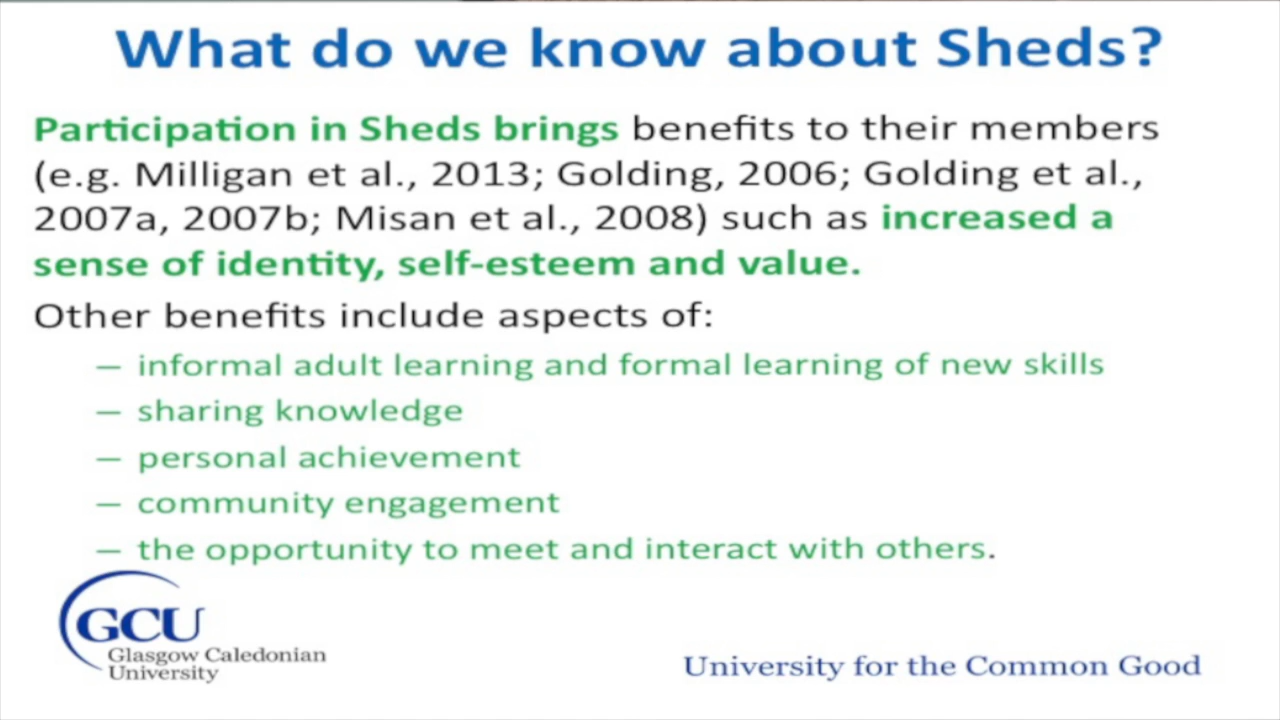 What do we know about Sheds?
Participation in Sheds brings benefits to their members
(e.g. Milligan et al., 2013; Golding, 2006; Golding et al.,
2007a, 2007b; Misan et al., 2008) such as increased a
sense of identity, self-esteem and value.
Other benefits include aspects of:
– informal adult learning and formal learning of new skills
– sharing knowledge
– personal achievement
– community engagement
– the opportunity to meet and interact with others.
GCU
Glasgow Caledonian
University
University for the Common Good